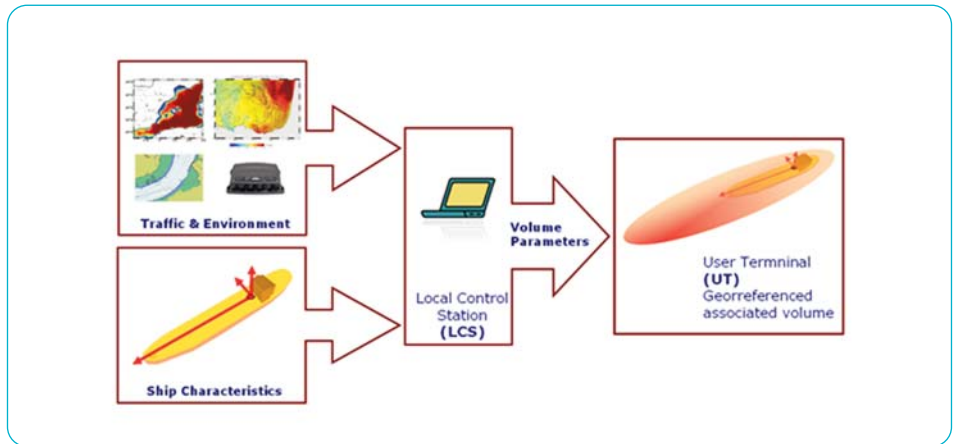 Traffic & Environment
Ship Characteristics
Local Control
Station
(LCS)
Volume
Parameters
User Termninal
(UT)
Georreferenced
associated volume